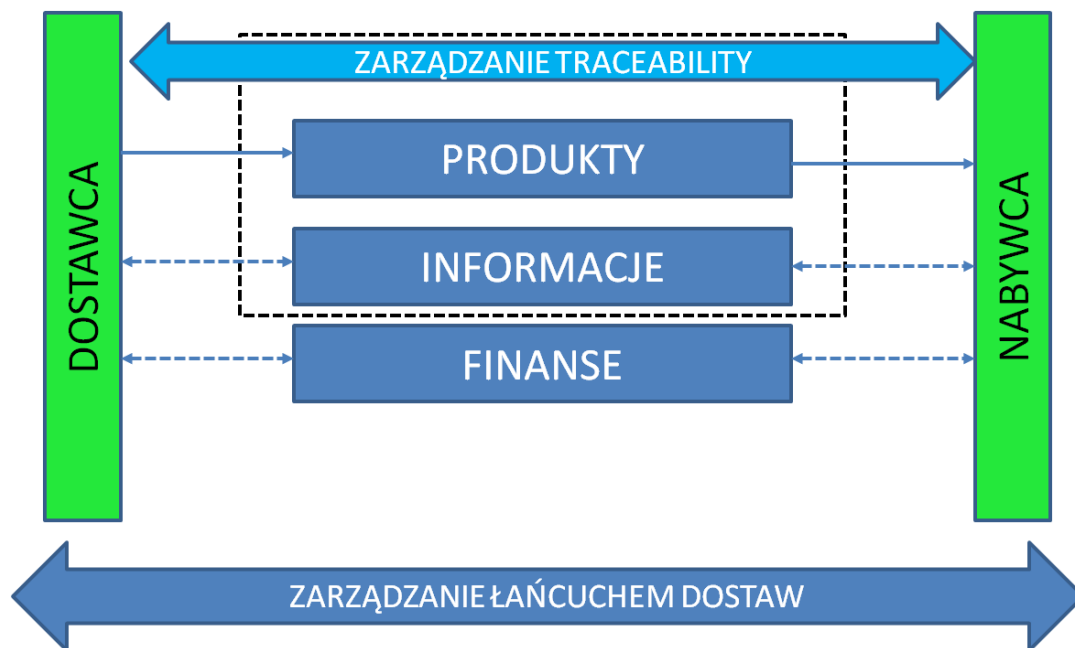 ZARZĄDZANIE TRACEABILITY
DOSTAWCA
PRODUKTY
INFORMACJE
FINANSE
NABYWCA
ZARZĄDZANIE ŁAŃCUCHEM DOSTAW